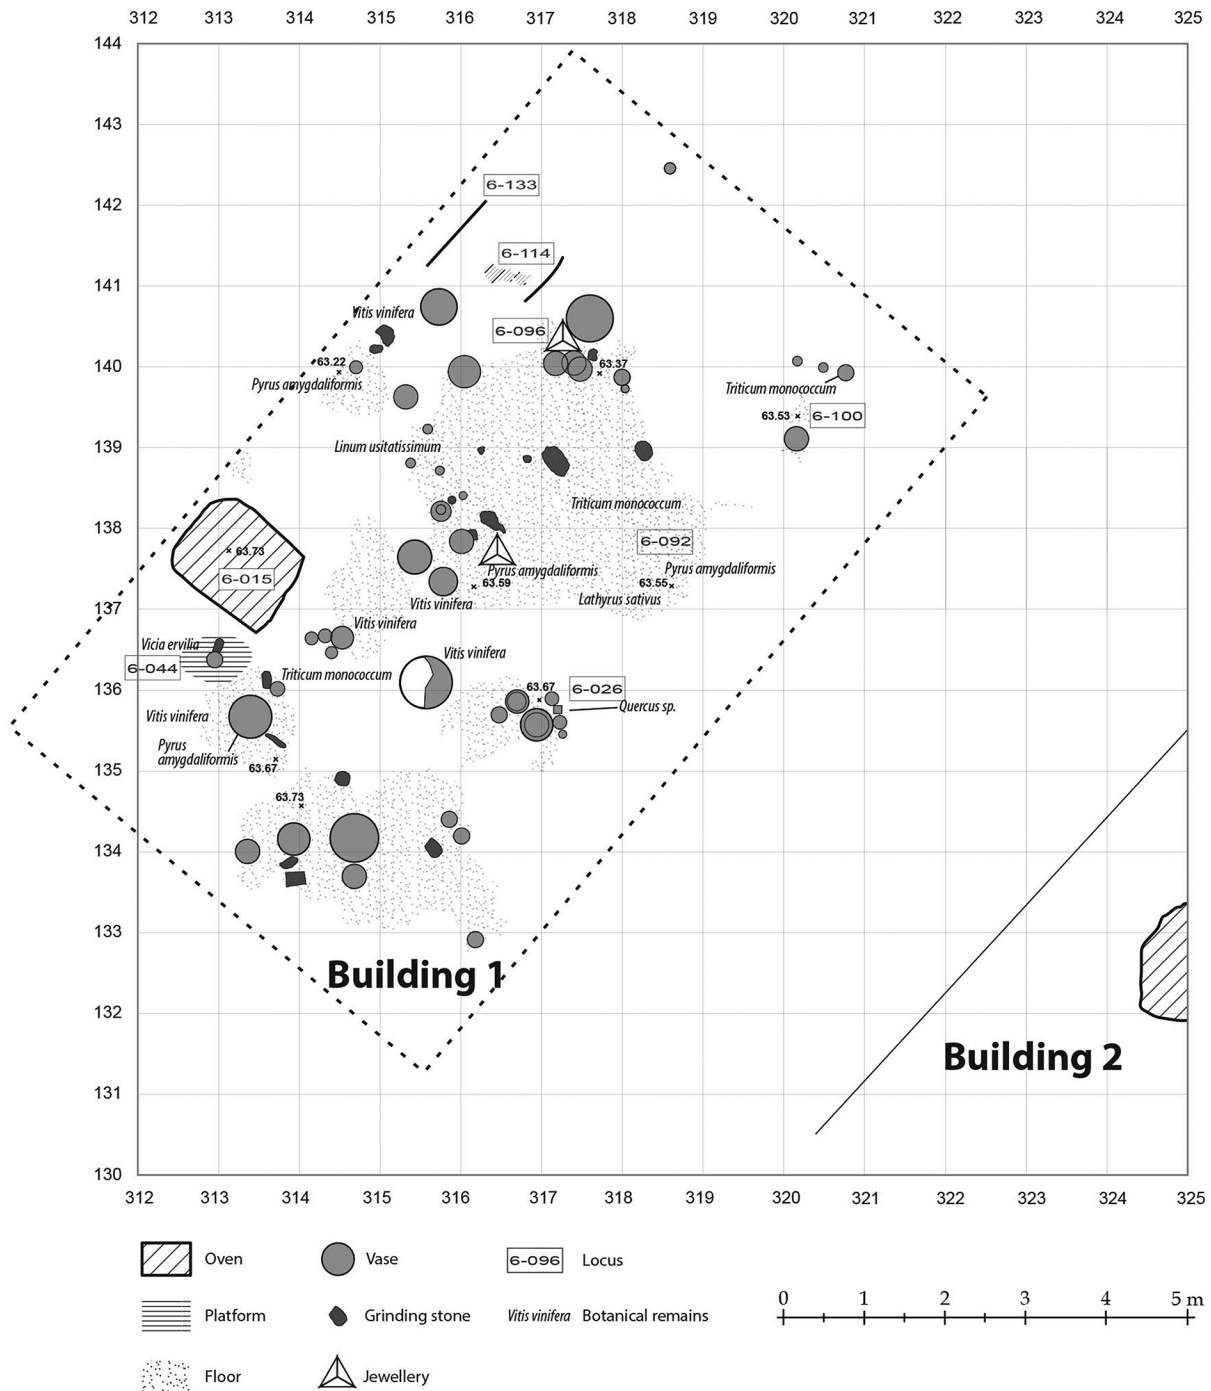 312 313 314 315 316 317 318 319 320 321 322 323 324 325
144
143
142
6-133
6-114
141
Vitis vinifera
6-096
140
63.22
63.37
Pyrus amygdaliformis
Triticum monococcum
63.53 6-100
139
Linum usitatissimum
Triticum monococcum
138
6-092
63.73
Pyrus amygdaliformis
Pyrus amygdaliformis
6-015
63.59
63.55
137
Vitis vinifera
Lathyrus sativus
Vitis vinifera
Vicia ervilia
Vitis vinifera
6-044
Triticum monococcum
136
63.67
6-026
Quercus sp.
Vitis vinifera
Pyrus
amygdaliformis
63.67
135
63.73
134
133
Building 1
132
Building 2
131
130
312 313 314 315 316 317 318 319 320 321 322 324 324 325
Oven Vase 6-096 Locus
Platform Grinding stone Vitis vinifera Botanical remains
0 1 2 3 4 5 m
Floor Jewellery